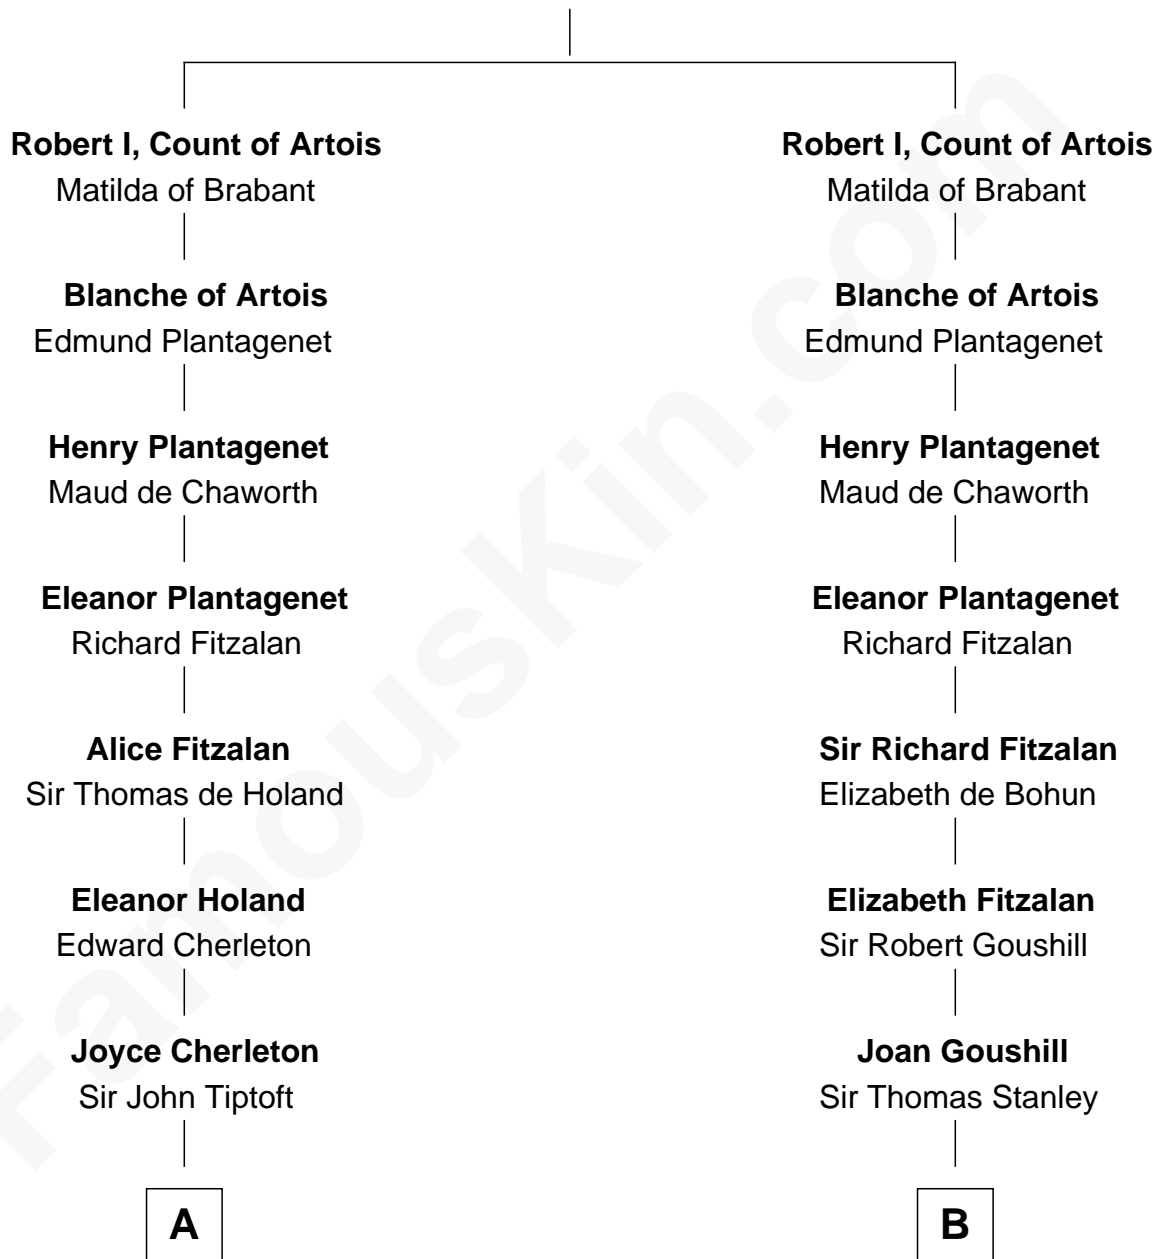 Robert I, Count of Artois
Matilda of Brabant
Blanche of Artois
Edmund Plantagenet
Henry Plantagenet
Maud de Chaworth
Eleanor Plantagenet
Richard Fitzalan
Alice Fitzalan
Sir Thomas de Holand
Eleanor Holand
Edward Cherleton
Joyce Cherleton
Sir John Tiptoft
A
Robert I, Count of Artois
Matilda of Brabant
Blanche of Artois
Edmund Plantagenet
Henry Plantagenet
Maud de Chaworth
Eleanor Plantagenet
Richard Fitzalan
Sir Richard Fitzalan
Elizabeth de Bohun
Elizabeth Fitzalan
Sir Robert Goushill
Joan Goushill
Sir Thomas Stanley
B
FamousKin.com